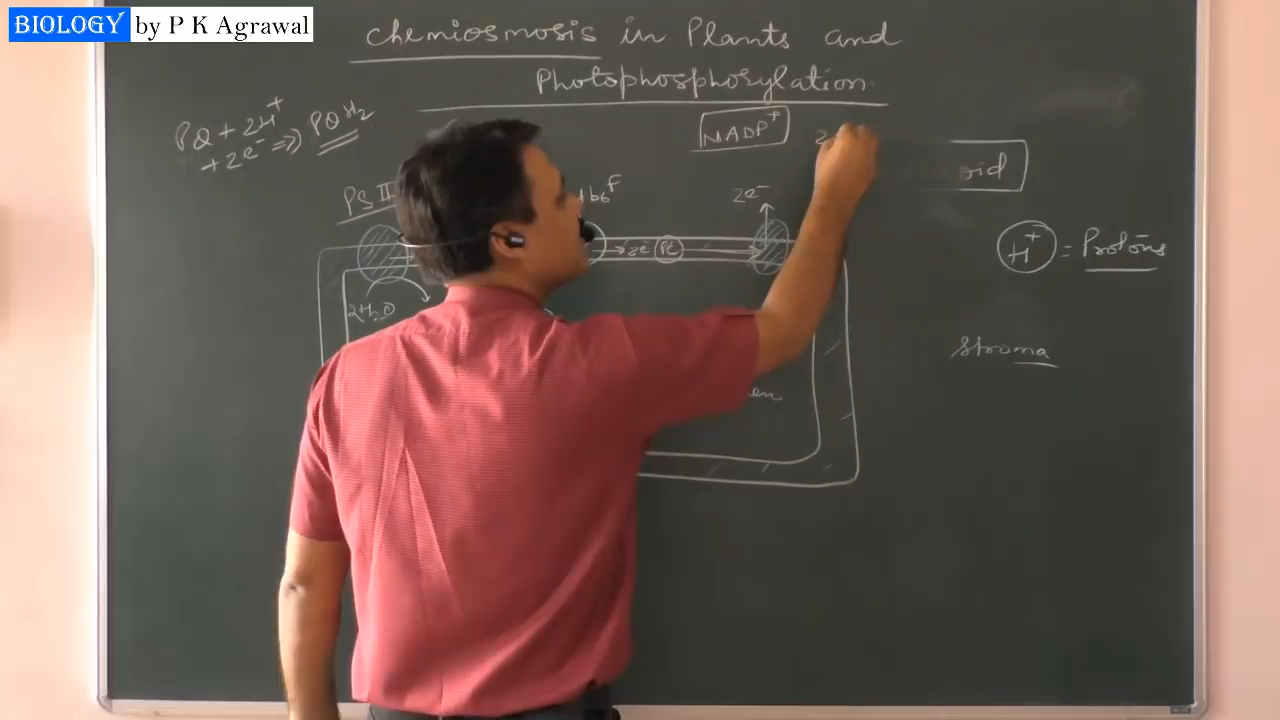 BIOLOGY by P K Agrawal
Chemiosmosis in Plants and
Photophosphorylation
PQ + 2H+
+2e- => PQH2
NADP+
PS II
+b6F
2e-
2e- PC
2H2O
H+ = Protons
Stroma